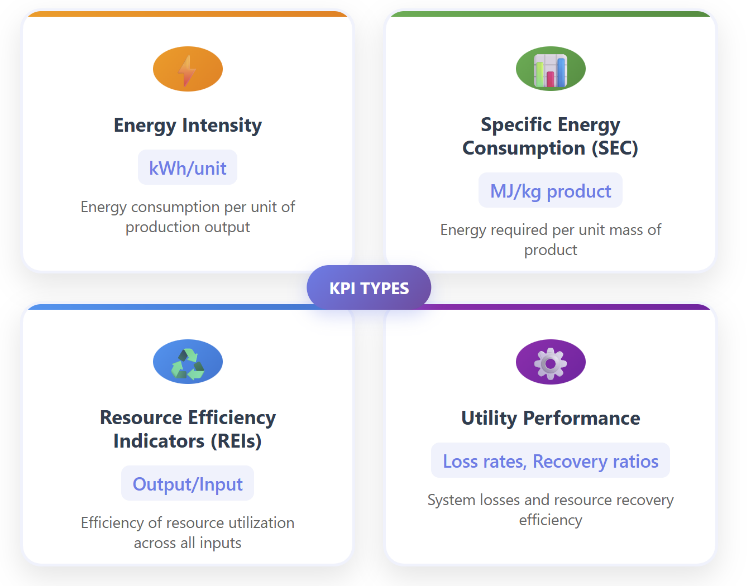 Energy Intensity
kWh/unit
Energy consumption per unit of
production output
Specific Energy
Consumption (SEC)
MJ/kg product
Energy required per unit mass of
product
KPI TYPES
Resource Efficiency
Indicators (REIs)
Output/Input
Efficiency of resource utilization
across all inputs
Utility Performance
Loss rates, Recovery ratios
System losses and resource recovery
efficiency